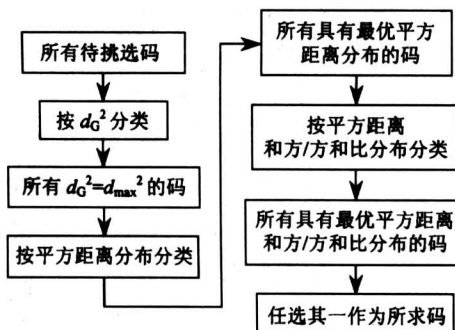 所有待挑选码
按 d_G² 分类
所有 d_G²=d_max² 的码
按平方距离分布分类
所有具有最优平方
距离分布的码
按平方距离
和方/方和比分布分类
所有具有最优平方距离
和方/方和比分布的码
任选其一作为所求码